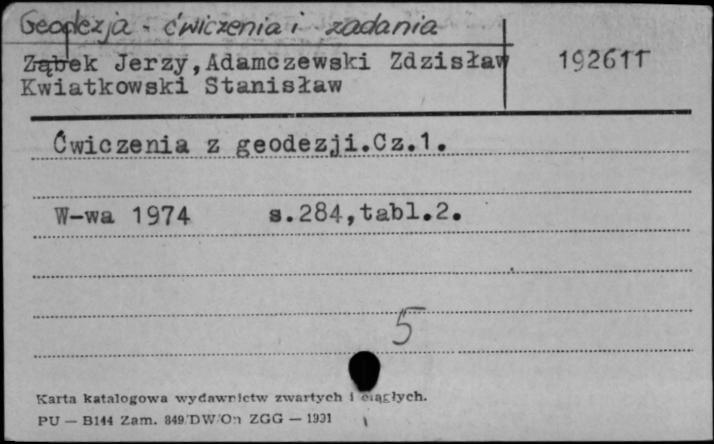 Geodezja - ćwiczenia i zadania
Ząbek Jerzy,Adamczewski Zdzisław 192611
Kwiatkowski Stanisław
Ćwiczenia z geodezji.Cz.1.
W-wa 1974 s.284,tabl.2.
5
Karta katalogowa wydawnictw zwartych i ciągłych.
PU — B144 Zam. 849/DW/On ZGG — 1991